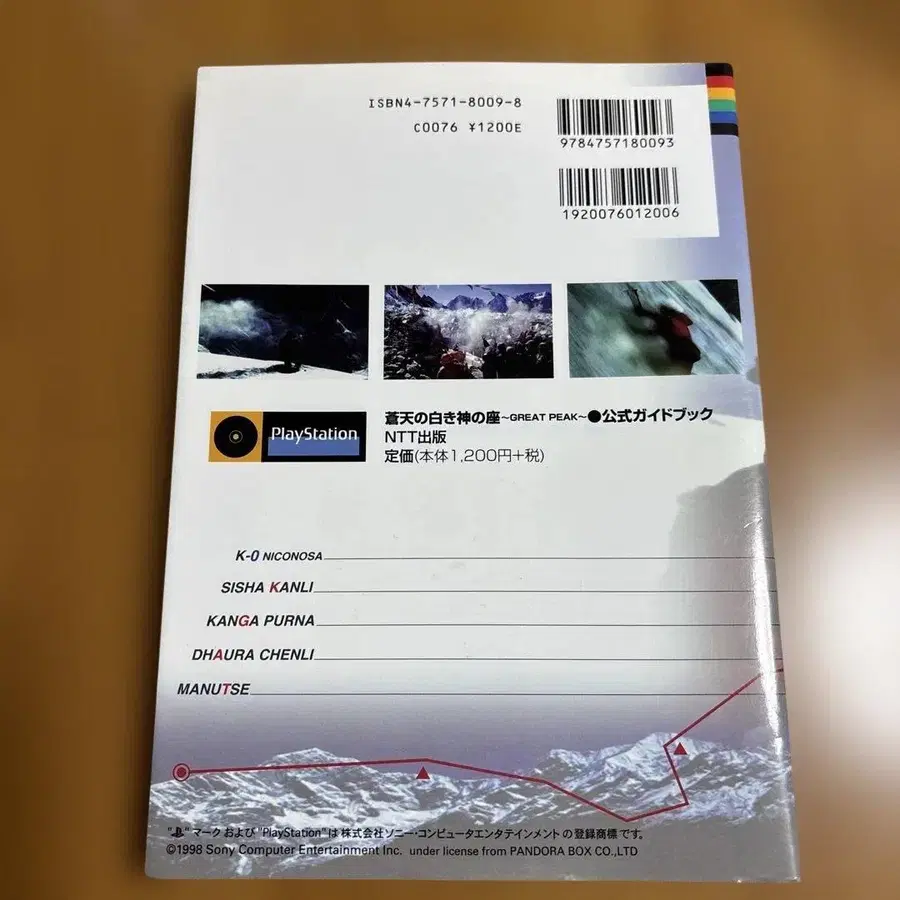 ISBN4-7571-8009-8
C0076 ¥1200E
9784757180093
1920076012006
PlayStation
蒼天の白き神の座～GREAT PEAK～●公式ガイドブック
NTT出版
定価(本体1,200円+税)
K-0 NICONOSA
SISHA KANLI
KANGA PURNA
DHAURA CHENLI
MANUTSE
" "マークおよび"PlayStation"は株式会社ソニー・コンピュータエンタテインメントの登録商標です。
©1998 Sony Computer Entertainment Inc. under license from PANDORA BOX CO.,LTD